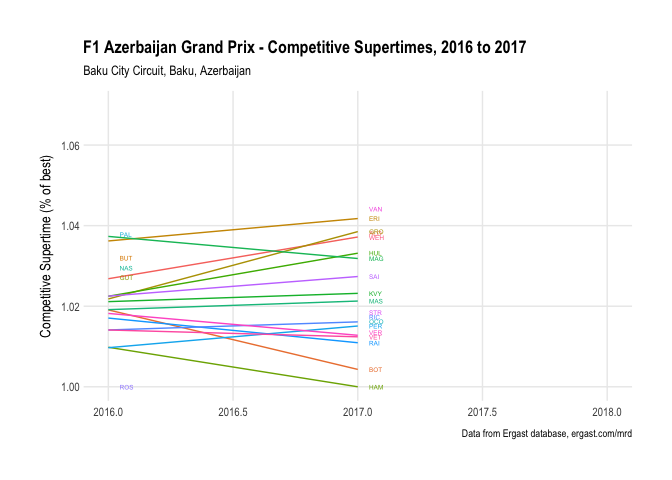 F1 Azerbaijan Grand Prix - Competitive Supertimes, 2016 to 2017
Baku City Circuit, Baku, Azerbaijan
Competitive Supertime (% of best)
1.06
1.04
1.02
1.00
VAN
ERI
GRO
WEH
PAL
BUT
NAS
GUT
HUL
MAG
SAI
KVY
MAS
STR
RIC
OCO
PER
VER
VET
RAI
BOT
ROS
HAM
2016.0 2016.5 2017.0 2017.5 2018.0
Data from Ergast database, ergast.com/mrd